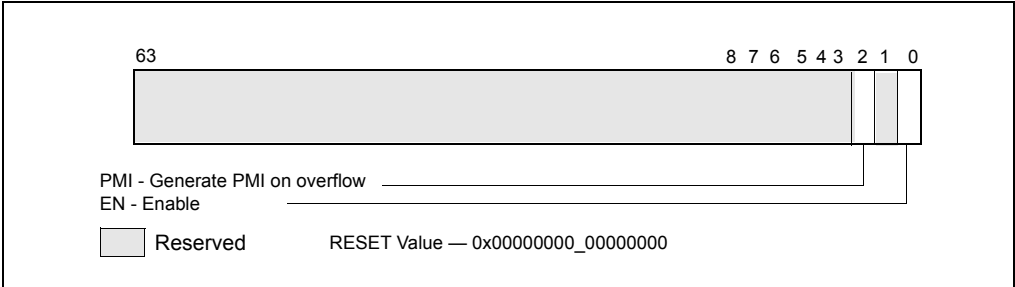 63 8 7 6 5 4 3 2 1 0
PMI - Generate PMI on overflow
EN - Enable
Reserved RESET Value — 0x00000000_00000000